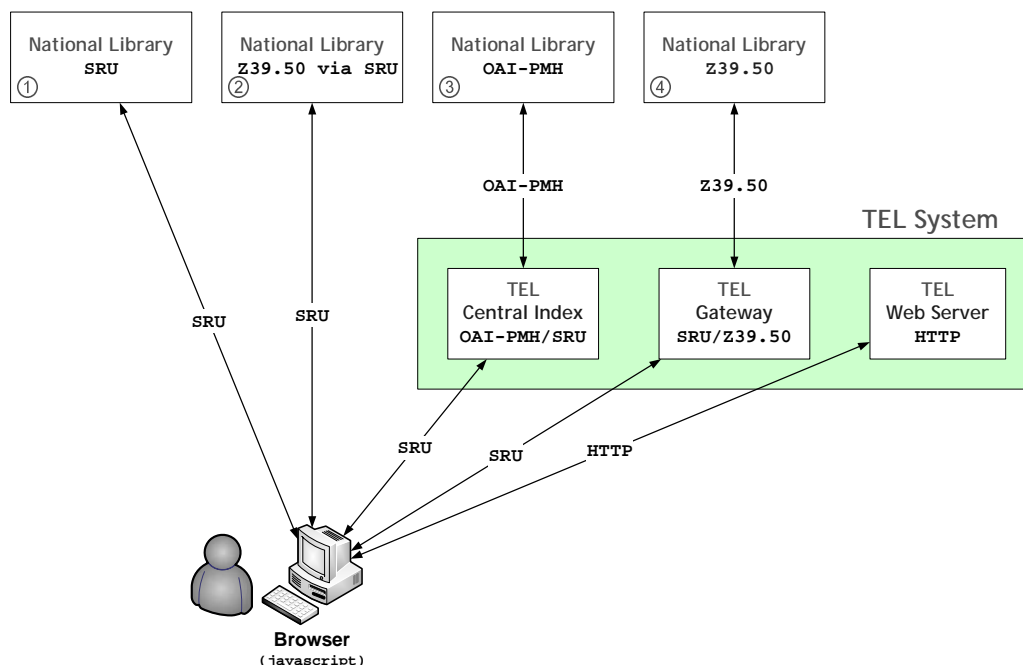 National Library
SRU
1
National Library
Z39.50 via SRU
2
National Library
OAI-PMH
3
National Library
Z39.50
4
OAI-PMH
Z39.50
TEL System
TEL
Central Index
OAI-PMH/SRU
TEL
Gateway
SRU/Z39.50
TEL
Web Server
HTTP
SRU
SRU
SRU
SRU
HTTP
Browser
(javascript)